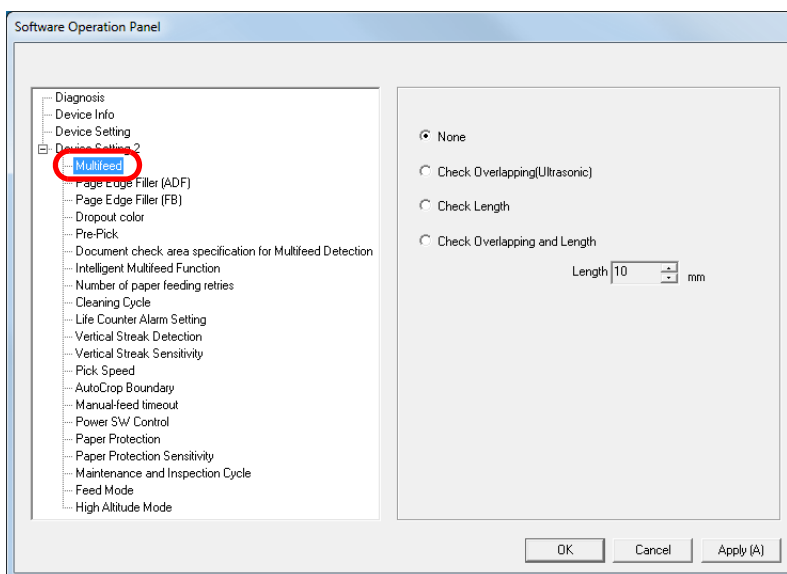 Software Operation Panel
Diagnosis
Device Info
Device Setting
Device Setting 2
Multifeed
Page Edge Filler (ADF)
Page Edge Filler (FB)
Dropout color
Pre-Pick
Document check area specification for Multifeed Detection
Intelligent Multifeed Function
Number of paper feeding retries
Cleaning Cycle
Life Counter Alarm Setting
Vertical Streak Detection
Vertical Streak Sensitivity
Pick Speed
AutoCrop Boundary
Manual-feed timeout
Power SW Control
Paper Protection
Paper Protection Sensitivity
Maintenance and Inspection Cycle
Feed Mode
High Altitude Mode
None
Check Overlapping(Ultrasonic)
Check Length
Check Overlapping and Length
Length 10 mm
OK Cancel Apply (A)